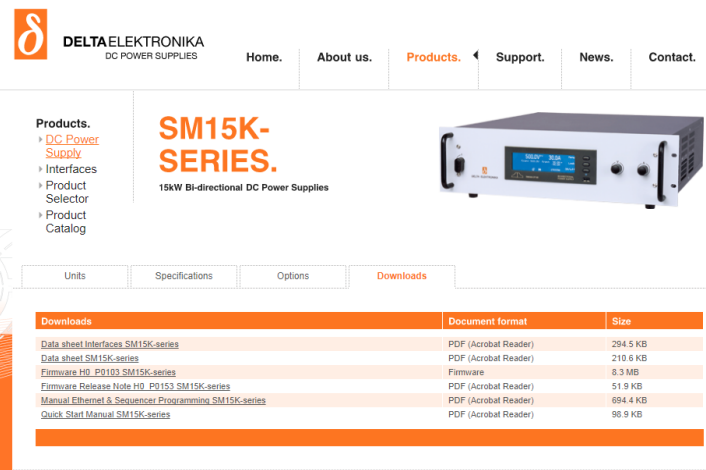 DELTAELEKTRONIKA
DC POWER SUPPLIES
Home.
About us.
Products.
Support.
News.
Contact.
Products.
DC Power
Supply
Interfaces
Product
Selector
Product
Catalog
SM15K-
SERIES.
15kW Bi-directional DC Power Supplies
Units
Specifications
Options
Downloads
Downloads Document format Size
Data sheet Interfaces SM15K-series PDF (Acrobat Reader) 294.5 KB
Data sheet SM15K-series PDF (Acrobat Reader) 210.6 KB
Firmware H0_P0103 SM15K-series Firmware 8.3 MB
Firmware Release Note H0_P0153 SM15K-series PDF (Acrobat Reader) 51.9 KB
Manual Ethernet & Sequencer Programming SM15K-series PDF (Acrobat Reader) 694.4 KB
Quick Start Manual SM15K-series PDF (Acrobat Reader) 98.9 KB